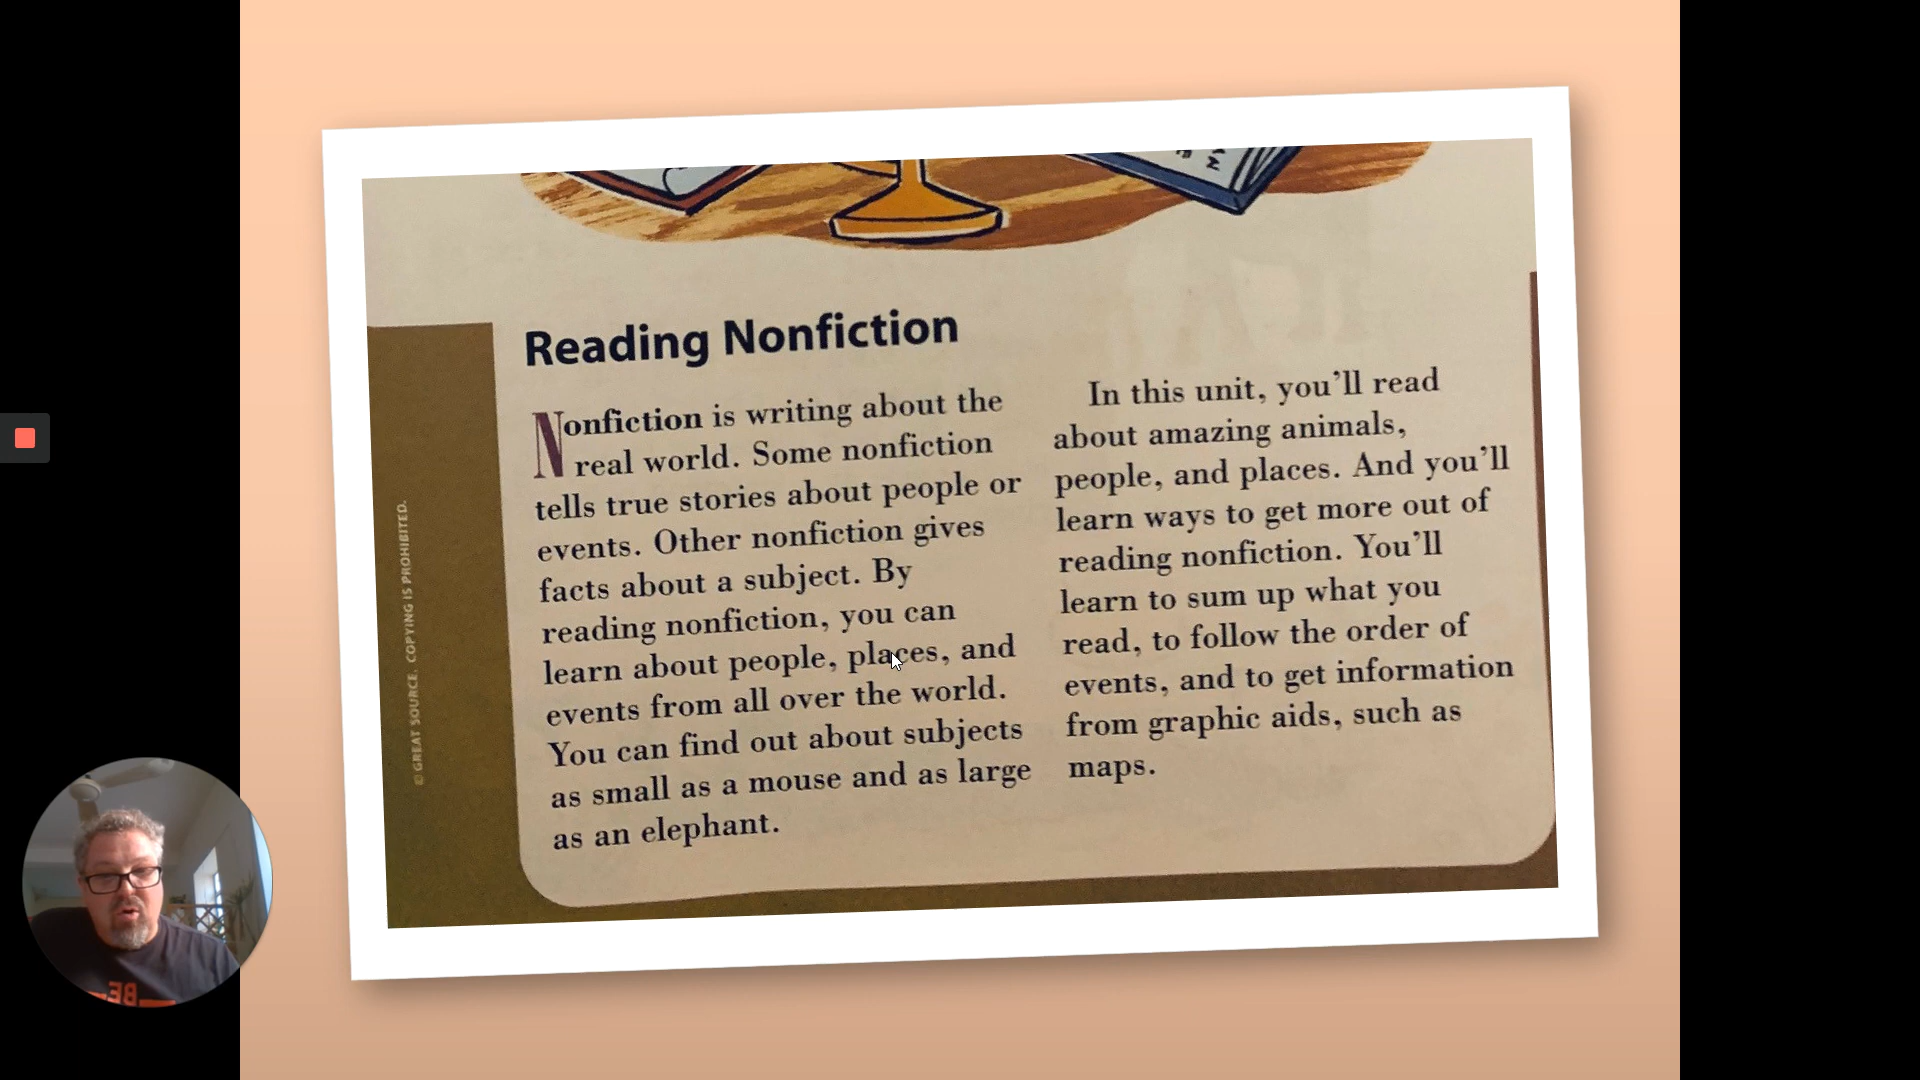 Reading Nonfiction
Nonfiction is writing about the
real world. Some nonfiction
tells true stories about people or
events. Other nonfiction gives
facts about a subject. By
reading nonfiction, you can
learn about people, places, and
events from all over the world.
You can find out about subjects
as small as a mouse and as large
as an elephant.
In this unit, you’ll read
about amazing animals,
people, and places. And you’ll
learn ways to get more out of
reading nonfiction. You’ll
learn to sum up what you
read, to follow the order of
events, and to get information
from graphic aids, such as
maps.
© GREAT SOURCE. COPYING IS PROHIBITED.